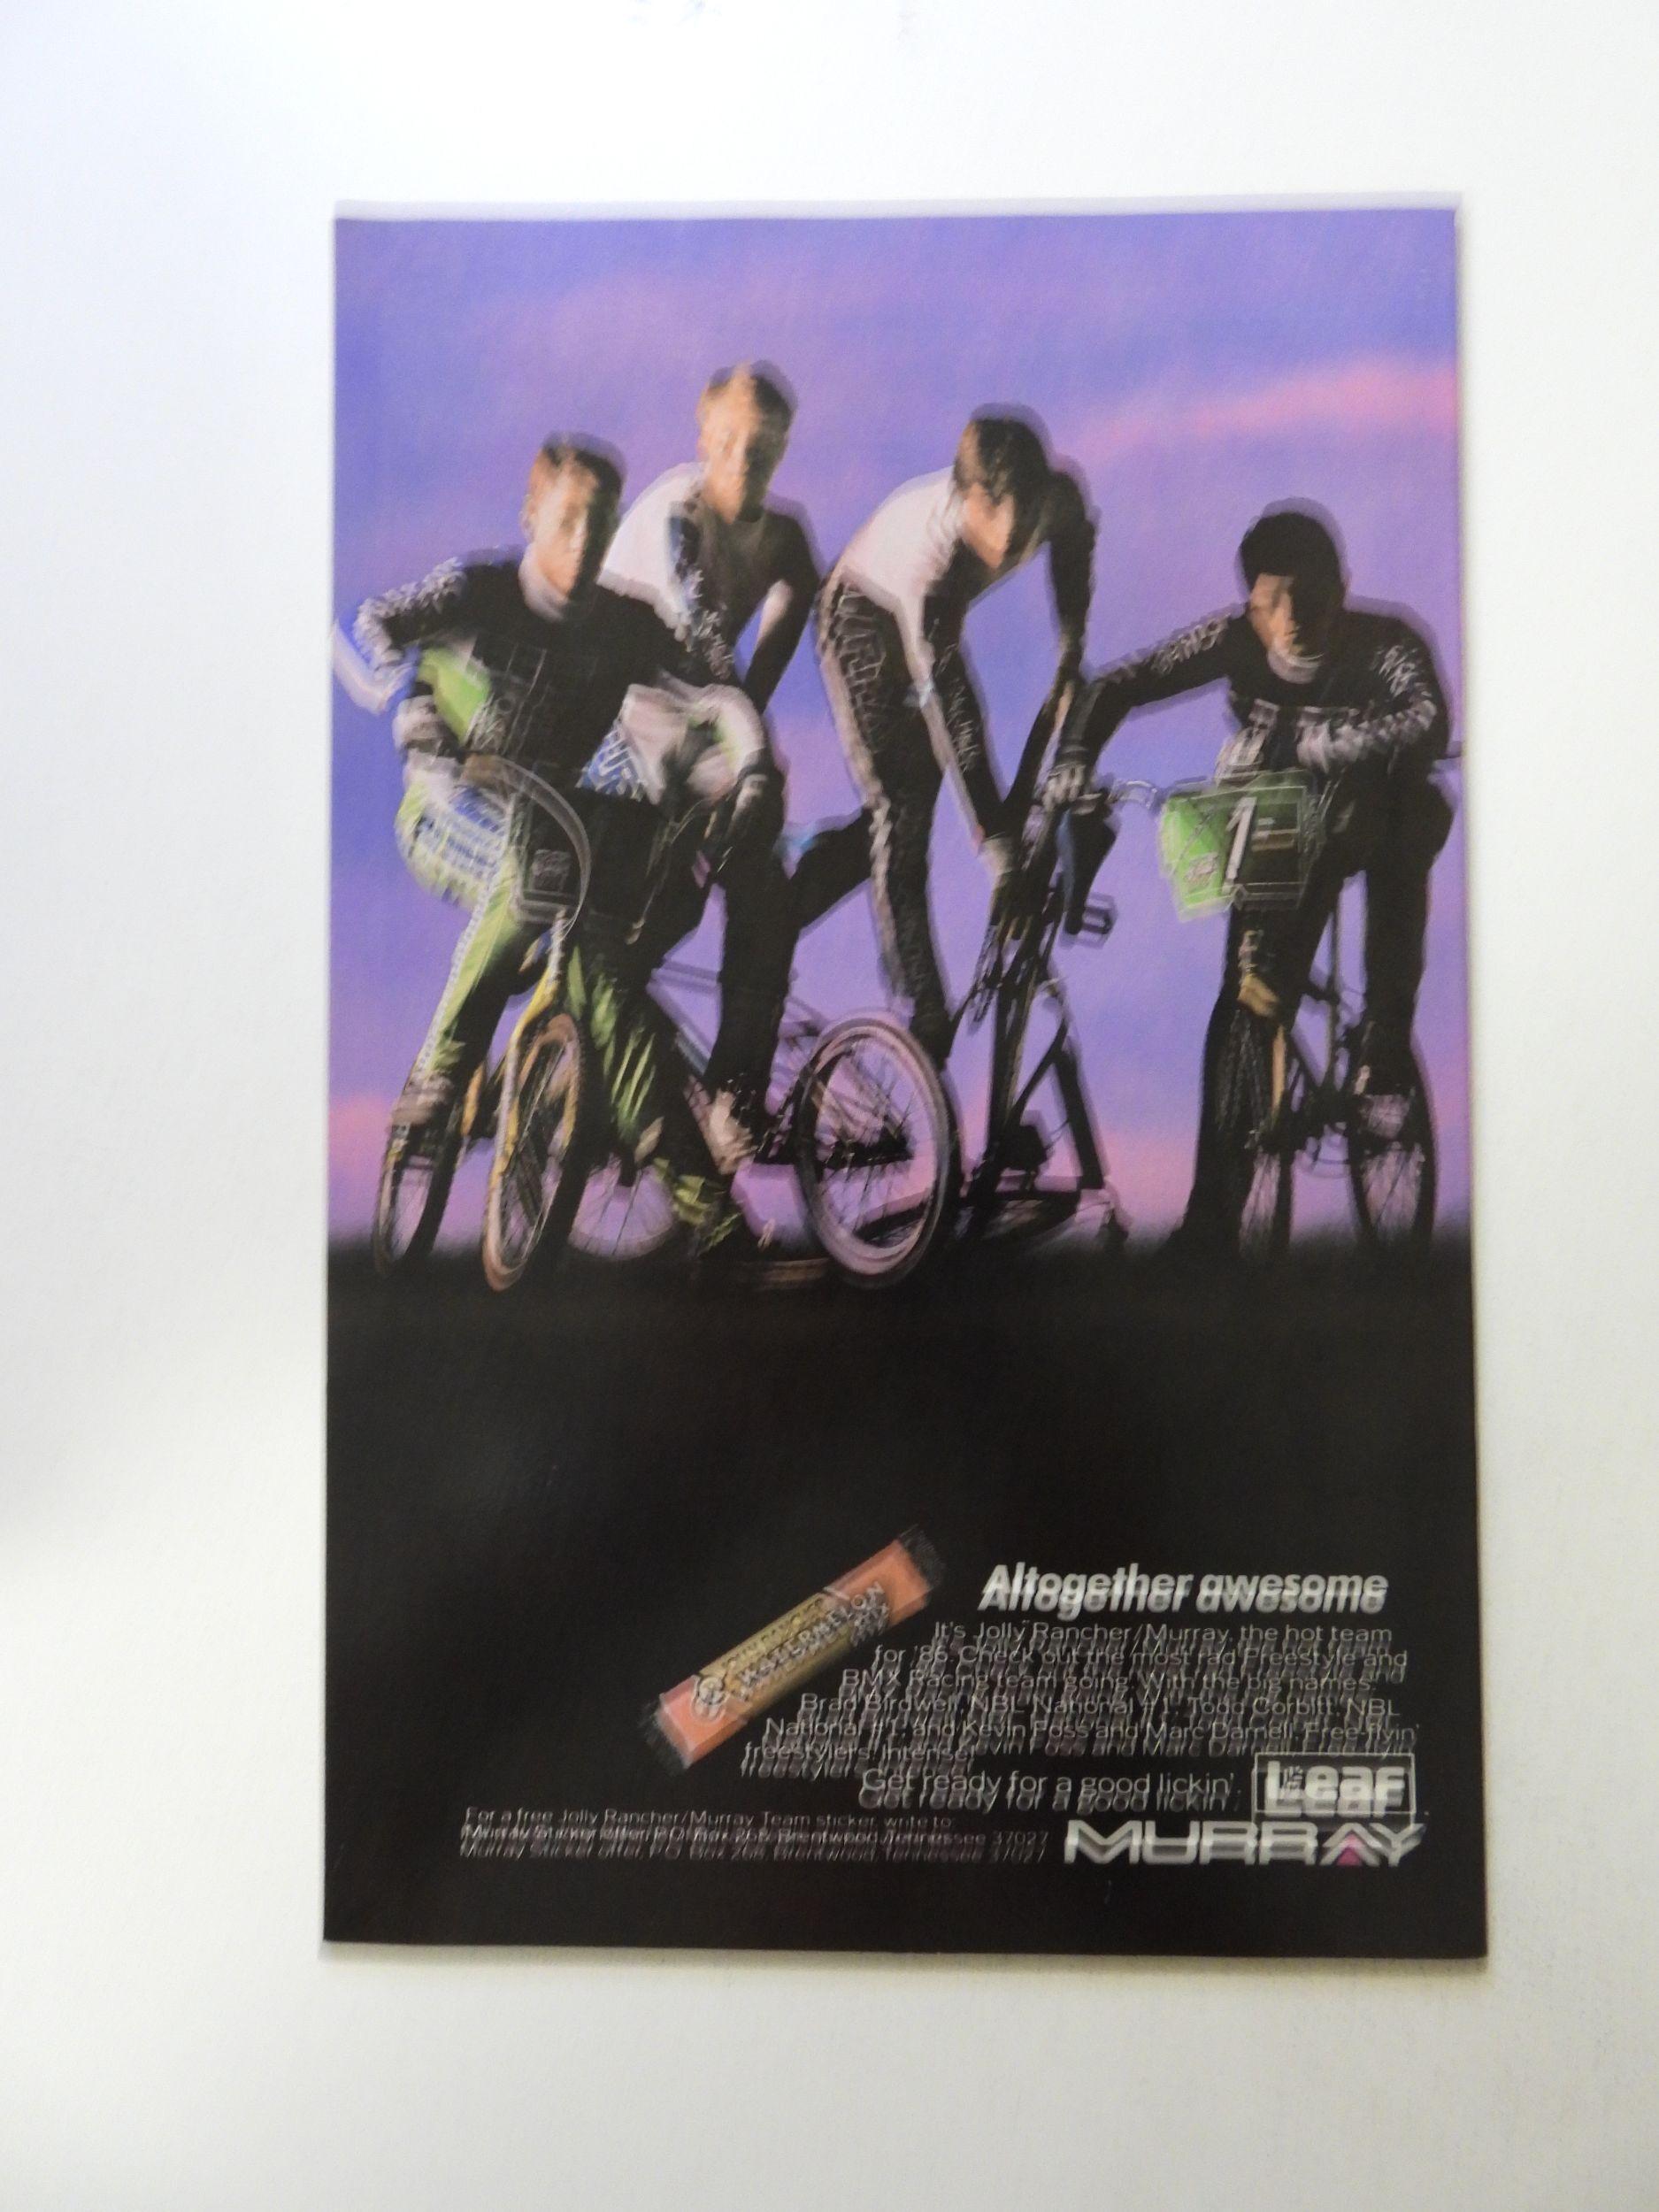 1
WATERMELON
Altogether awesome
It's Jolly Rancher/Murray, the hot team
for '86. Check out the most rad Freestyle and
BMX Racing team going. With the big names:
Brad Birdwell, NBL National #1, Todd Corbitt, NBL
National #1, and Kevin Foss and Marc Darnell. Free-flyin'
freestylers. Intense!
Get ready for a good lickin'.
Leaf
For a free Jolly Rancher/Murray Team sticker, write to:
Murray Sticker offer, P.O. Box 268, Brentwood, Tennessee 37027
MURRAY